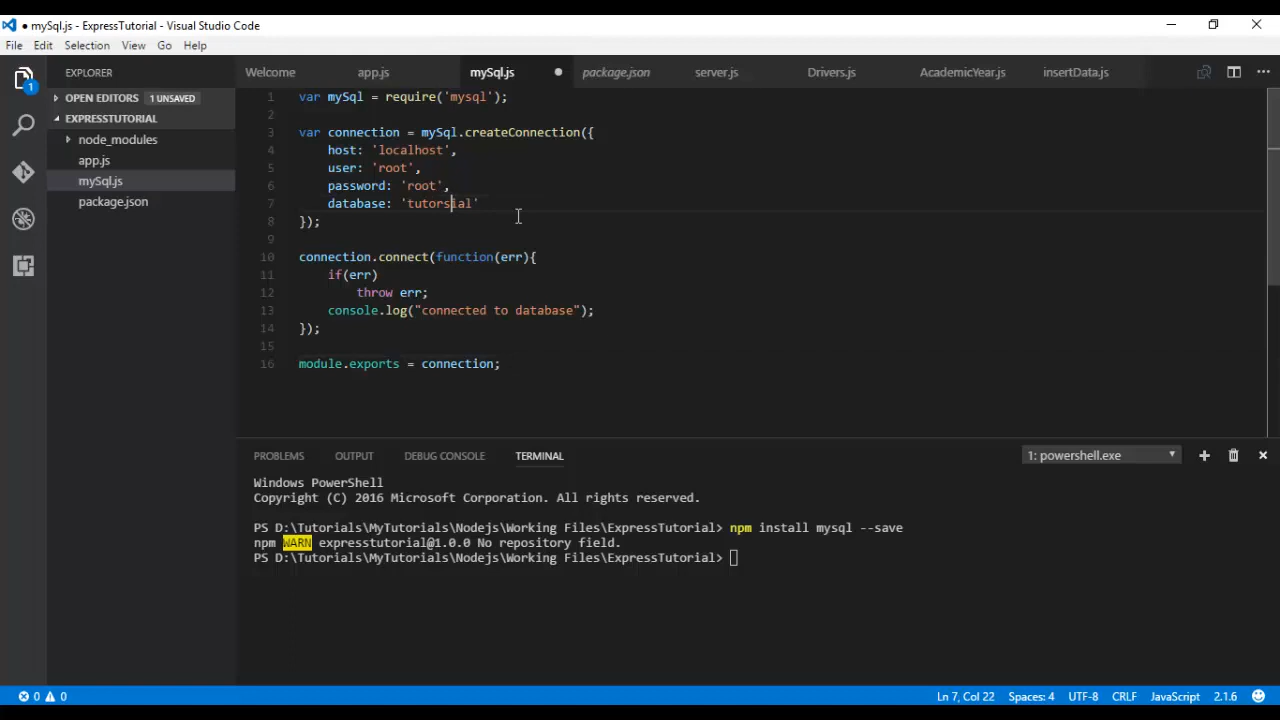 mySql.js - ExpressTutorial - Visual Studio Code
File Edit Selection View Go Help
EXPLORER
Welcome app.js mySql.js package.json server.js Drivers.js AcademicYear.js insertData.js
1
OPEN EDITORS 1 UNSAVED
EXPRESSTUTORIAL
node_modules
app.js
mySql.js
package.json
1 var mySql = require('mysql');
2
3 var connection = mySql.createConnection({
4 host: 'localhost',
5 user: 'root',
6 password: 'root',
7 database: 'tutorsial'
8 });
9
10 connection.connect(function(err){
11 if(err)
12 throw err;
13 console.log("connected to database");
14 });
15
16 module.exports = connection;
PROBLEMS OUTPUT DEBUG CONSOLE TERMINAL 1: powershell.exe
Windows PowerShell
Copyright (C) 2016 Microsoft Corporation. All rights reserved.
PS D:\Tutorials\MyTutorials\Nodejs\Working Files\ExpressTutorial> npm install mysql --save
npm WARN expresstutorial@1.0.0 No repository field.
PS D:\Tutorials\MyTutorials\Nodejs\Working Files\ExpressTutorial>
0 0 Ln 7, Col 22 Spaces: 4 UTF-8 CRLF JavaScript 2.1.6